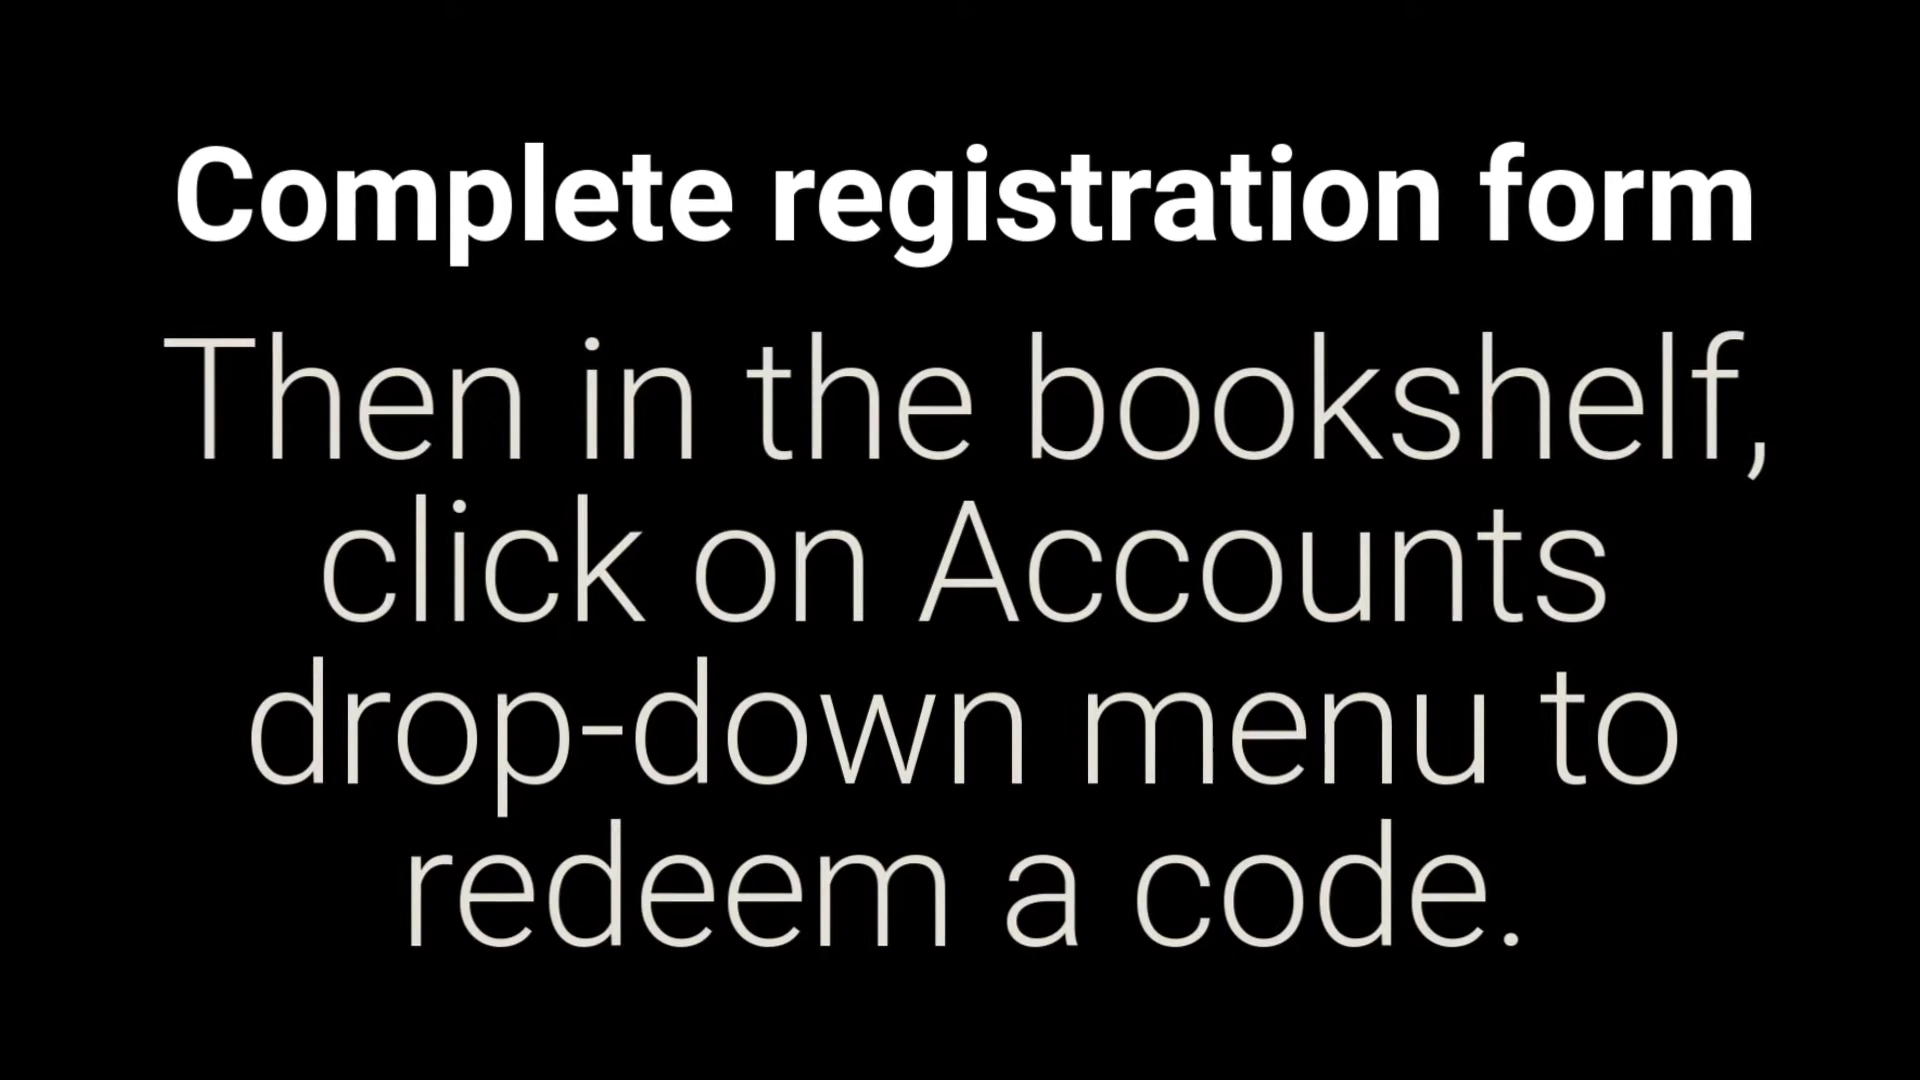 Complete registration form
Then in the bookshelf,
click on Accounts
drop-down menu to
redeem a code.